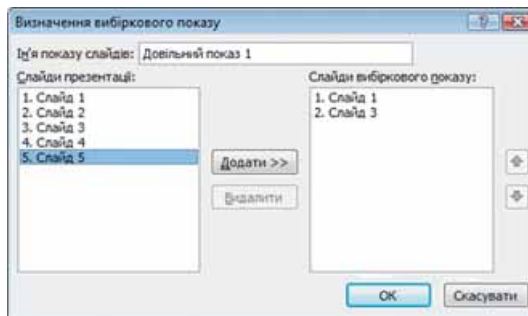 Визначення вибіркового показу
Ім'я показу слайдів: Довільний показ 1
Слайди презентації:
1. Слайд 1
2. Слайд 2
3. Слайд 3
4. Слайд 4
5. Слайд 5
Додати >>
Видалити
Слайди вибіркового показу:
1. Слайд 1
2. Слайд 3
ОК
Скасувати